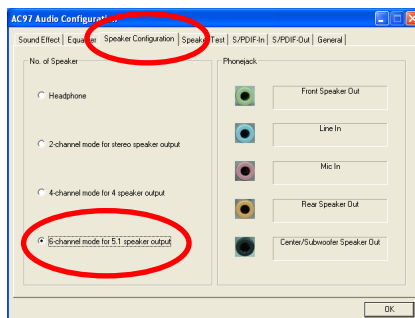 AC97 Audio Configuration
Sound Effect Equalizer Speaker Configuration Speaker Test S/PDIF-In S/PDIF-Out General
No. of Speaker
Headphone
2-channel mode for stereo speaker output
4-channel mode for 4 speaker output
6-channel mode for 5.1 speaker output
Phonejack
Front Speaker Out
Line In
Mic In
Rear Speaker Out
Center/Subwoofer Speaker Out
OK